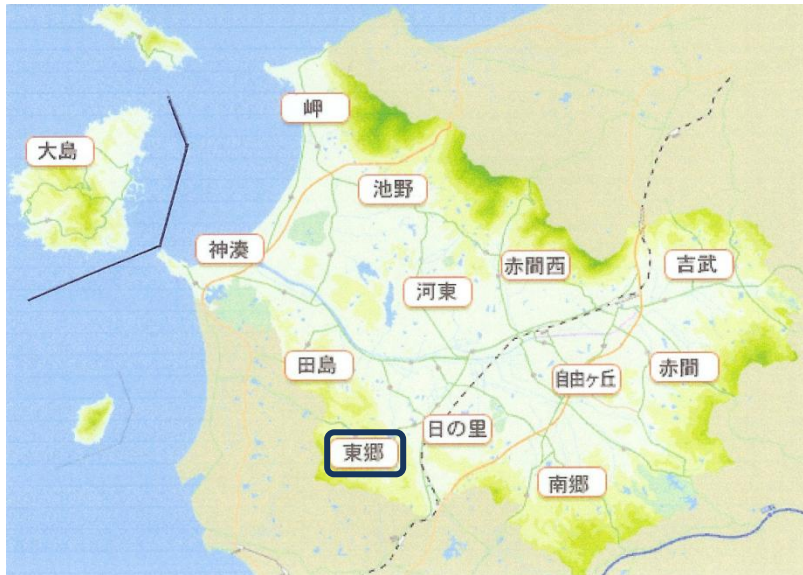 岬
大島
池野
神湊
赤間西
吉武
河東
田島
赤間
自由ヶ丘
日の里
東郷
南郷